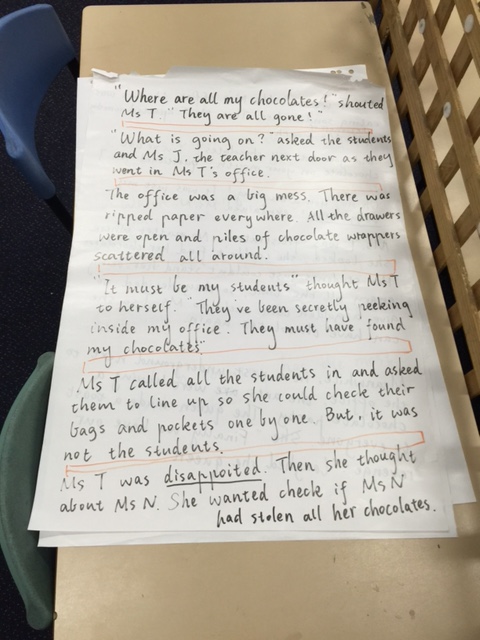 "Where are all my chocolates!" shouted
Ms T. "They are all gone!"
"What is going on?" asked the students
and Ms J, the teacher next door as they
went in Ms T's office.
The office was a big mess. There was
ripped paper everywhere. All the drawers
were open and piles of chocolate wrappers
scattered all around.
"It must be my students" thought Ms T
to herself. "They've been secretly peeking
inside my office. They must have found
my chocolates."
Ms T called all the students in and asked
them to line up so she could check their
bags and pockets one by one. But, it was
not the students.
Ms T was disappoited. Then she thought
about Ms N. She wanted check if Ms N
had stolen all her chocolates.